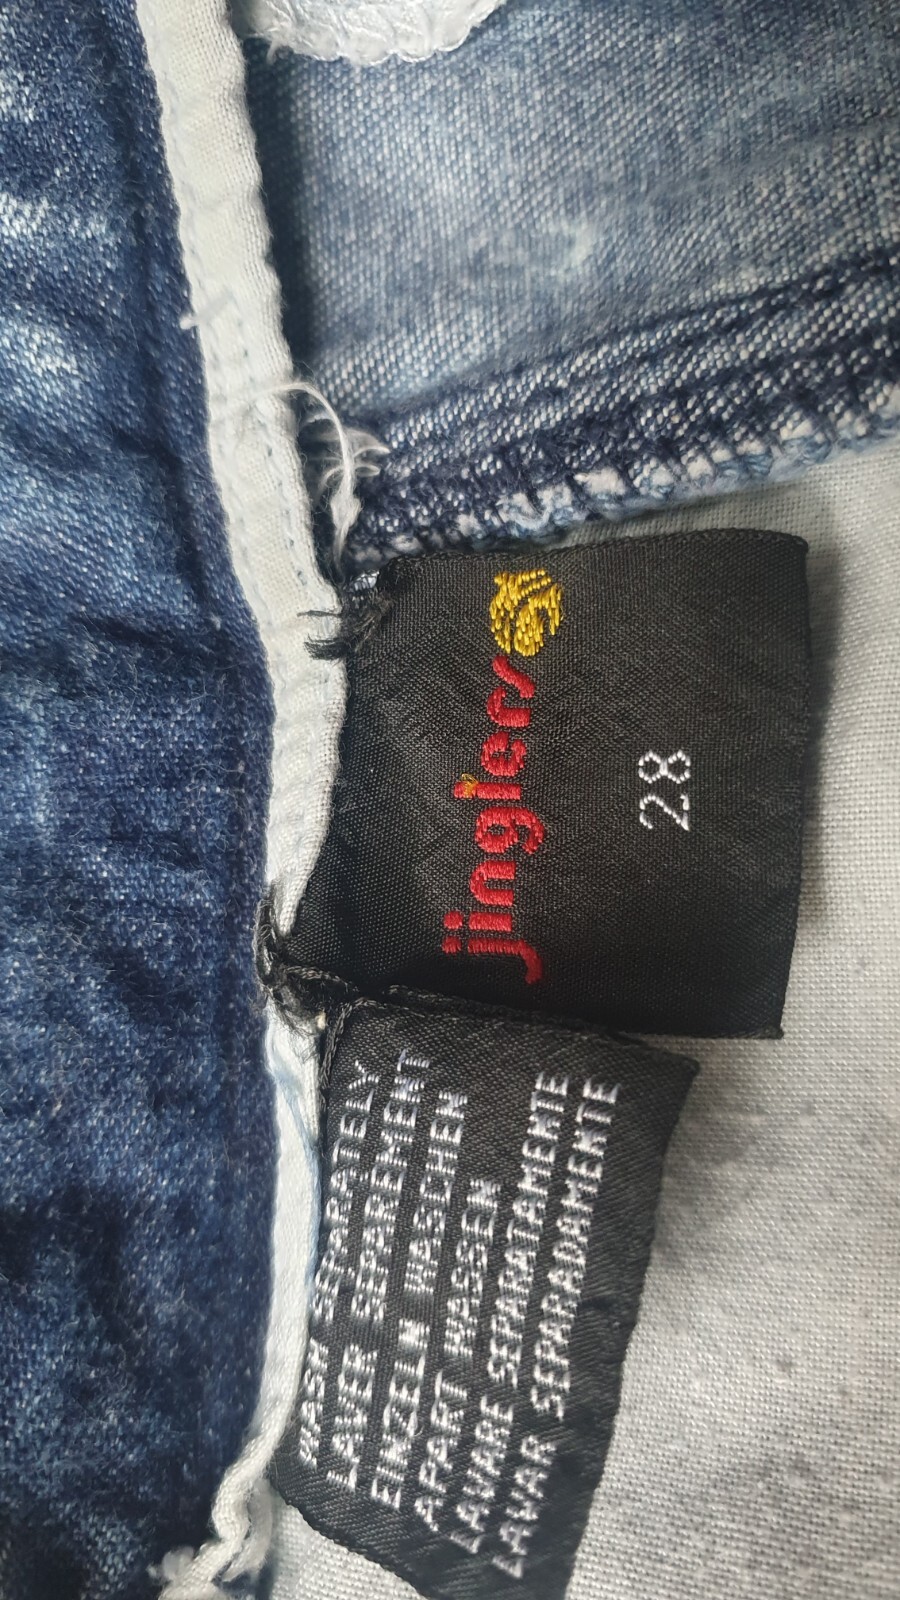 jinglers
28
WASH SEPARATELY
LAVER SEPAREMENT
EINZELN WASCHEN
APART WASSEN
LAVARE SEPARATAMENTE
LAVAR SEPARADAMENTE